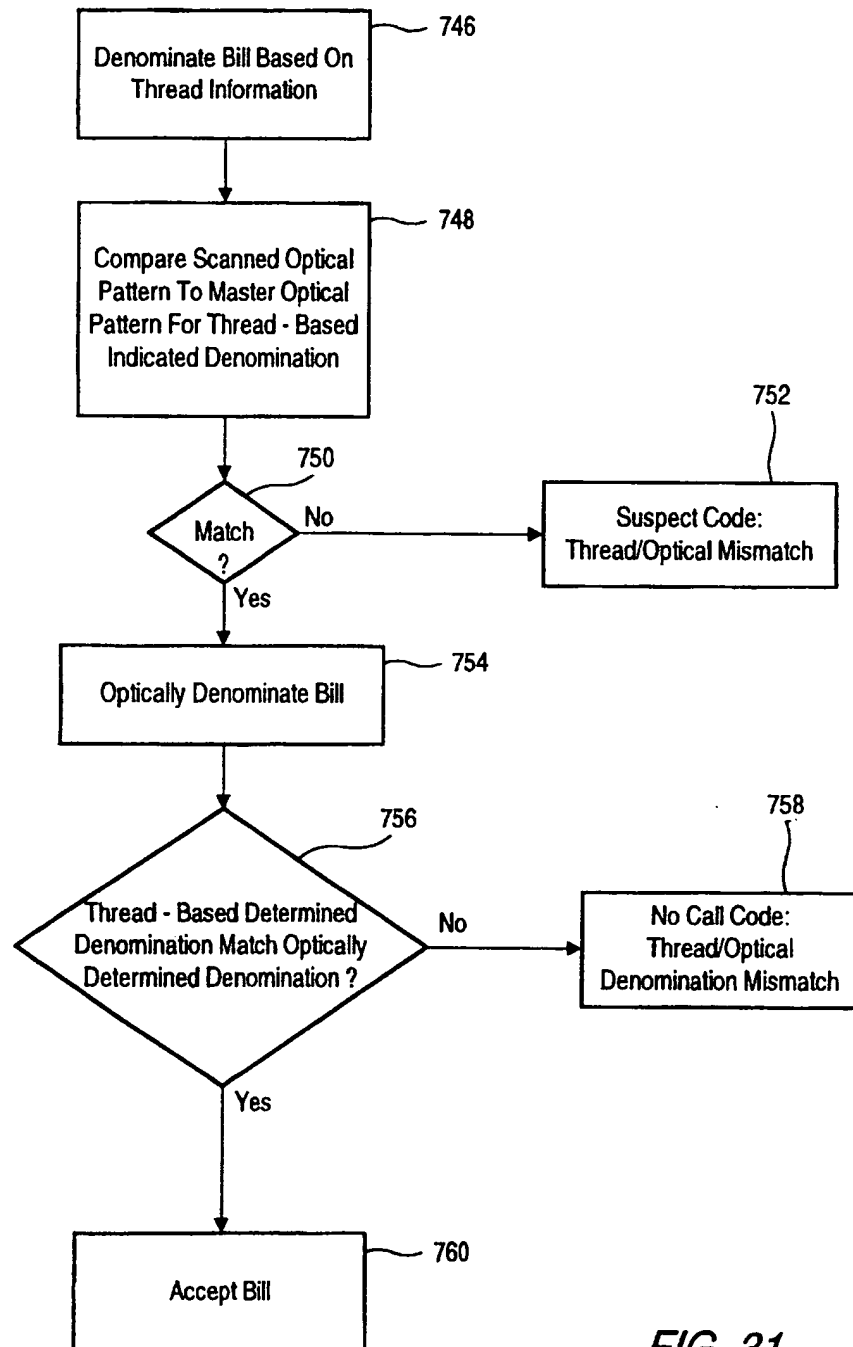 746
Denominate Bill Based On
Thread Information
748
Compare Scanned Optical
Pattern To Master Optical
Pattern For Thread - Based
Indicated Denomination
750
Match
?
No
Yes
752
Suspect Code:
Thread/Optical Mismatch
754
Optically Denominate Bill
756
Thread - Based Determined
Denomination Match Optically
Determined Denomination ?
No
Yes
758
No Call Code:
Thread/Optical
Denomination Mismatch
760
Accept Bill
FIG. 31